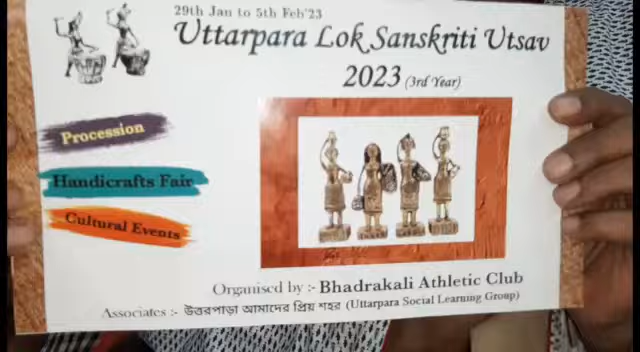 29th Jan to 5th Feb'23
Uttarpara Lok Sanskriti Utsav
2023 (3rd Year)
Procession
Handicrafts Fair
Cultural Events
Organised by :- Bhadrakali Athletic Club
Associates :- উত্তরপাড়া আমাদের প্রিয় শহর (Uttarpara Social Learning Group)